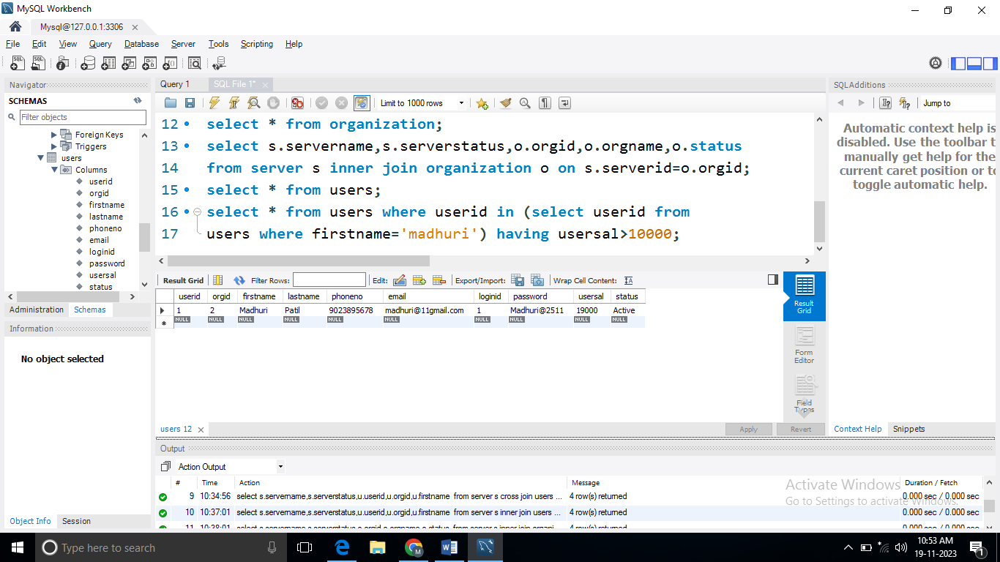 MySQL Workbench
Mysql@127.0.0.1:3306
File Edit View Query Database Server Tools Scripting Help
Navigator
SCHEMAS
Filter objects
Foreign Keys
Triggers
users
Columns
userid
orgid
firstname
lastname
phoneno
email
loginid
password
usersal
status
Administration Schemas
Information
No object selected
Object Info Session
Query 1 SQL File 1*
Limit to 1000 rows
12 select * from organization;
13 select s.servername,s.serverstatus,o.orgid,o.orgname,o.status
14 from server s inner join organization o on s.serverid=o.orgid;
15 select * from users;
16 select * from users where userid in (select userid from
17 users where firstname='madhuri') having usersal>10000;
Result Grid Filter Rows: Edit: Export/Import: Wrap Cell Content:
userid orgid firstname lastname phoneno email loginid password usersal status
1 2 Madhuri Patil 9023895678 madhuri@11gmail.com 1 Madhuri@2511 19000 Active
NULL NULL NULL NULL NULL NULL NULL NULL NULL NULL
Result
Grid
Form
Editor
Field
Types
users 12 Apply Revert
SQLAdditions
Jump to
Automatic context help is
disabled. Use the toolbar t
manually get help for the
current caret position or to
toggle automatic help.
Context Help Snippets
Output
Action Output
# Time Action Message Duration / Fetch
9 10:34:56 select s.servername,s.serverstatus,u.userid,u.orgid,u.firstname from server s cross join users ... 4 row(s) returned 0.000 sec / 0.000 sec
10 10:37:01 select s.servername,s.serverstatus,u.userid,u.orgid,u.firstname from server s inner join users ... 4 row(s) returned 0.000 sec / 0.000 sec
11 10:38:01 select s.servername,s.serverstatus,o.orgid,o.orgname,o.status from server s inner join organi... 4 row(s) returned 0.000 sec / 0.000 sec
Activate Windows
Go to Settings to activate Windows.
Type here to search
10:53 AM
19-11-2023
1